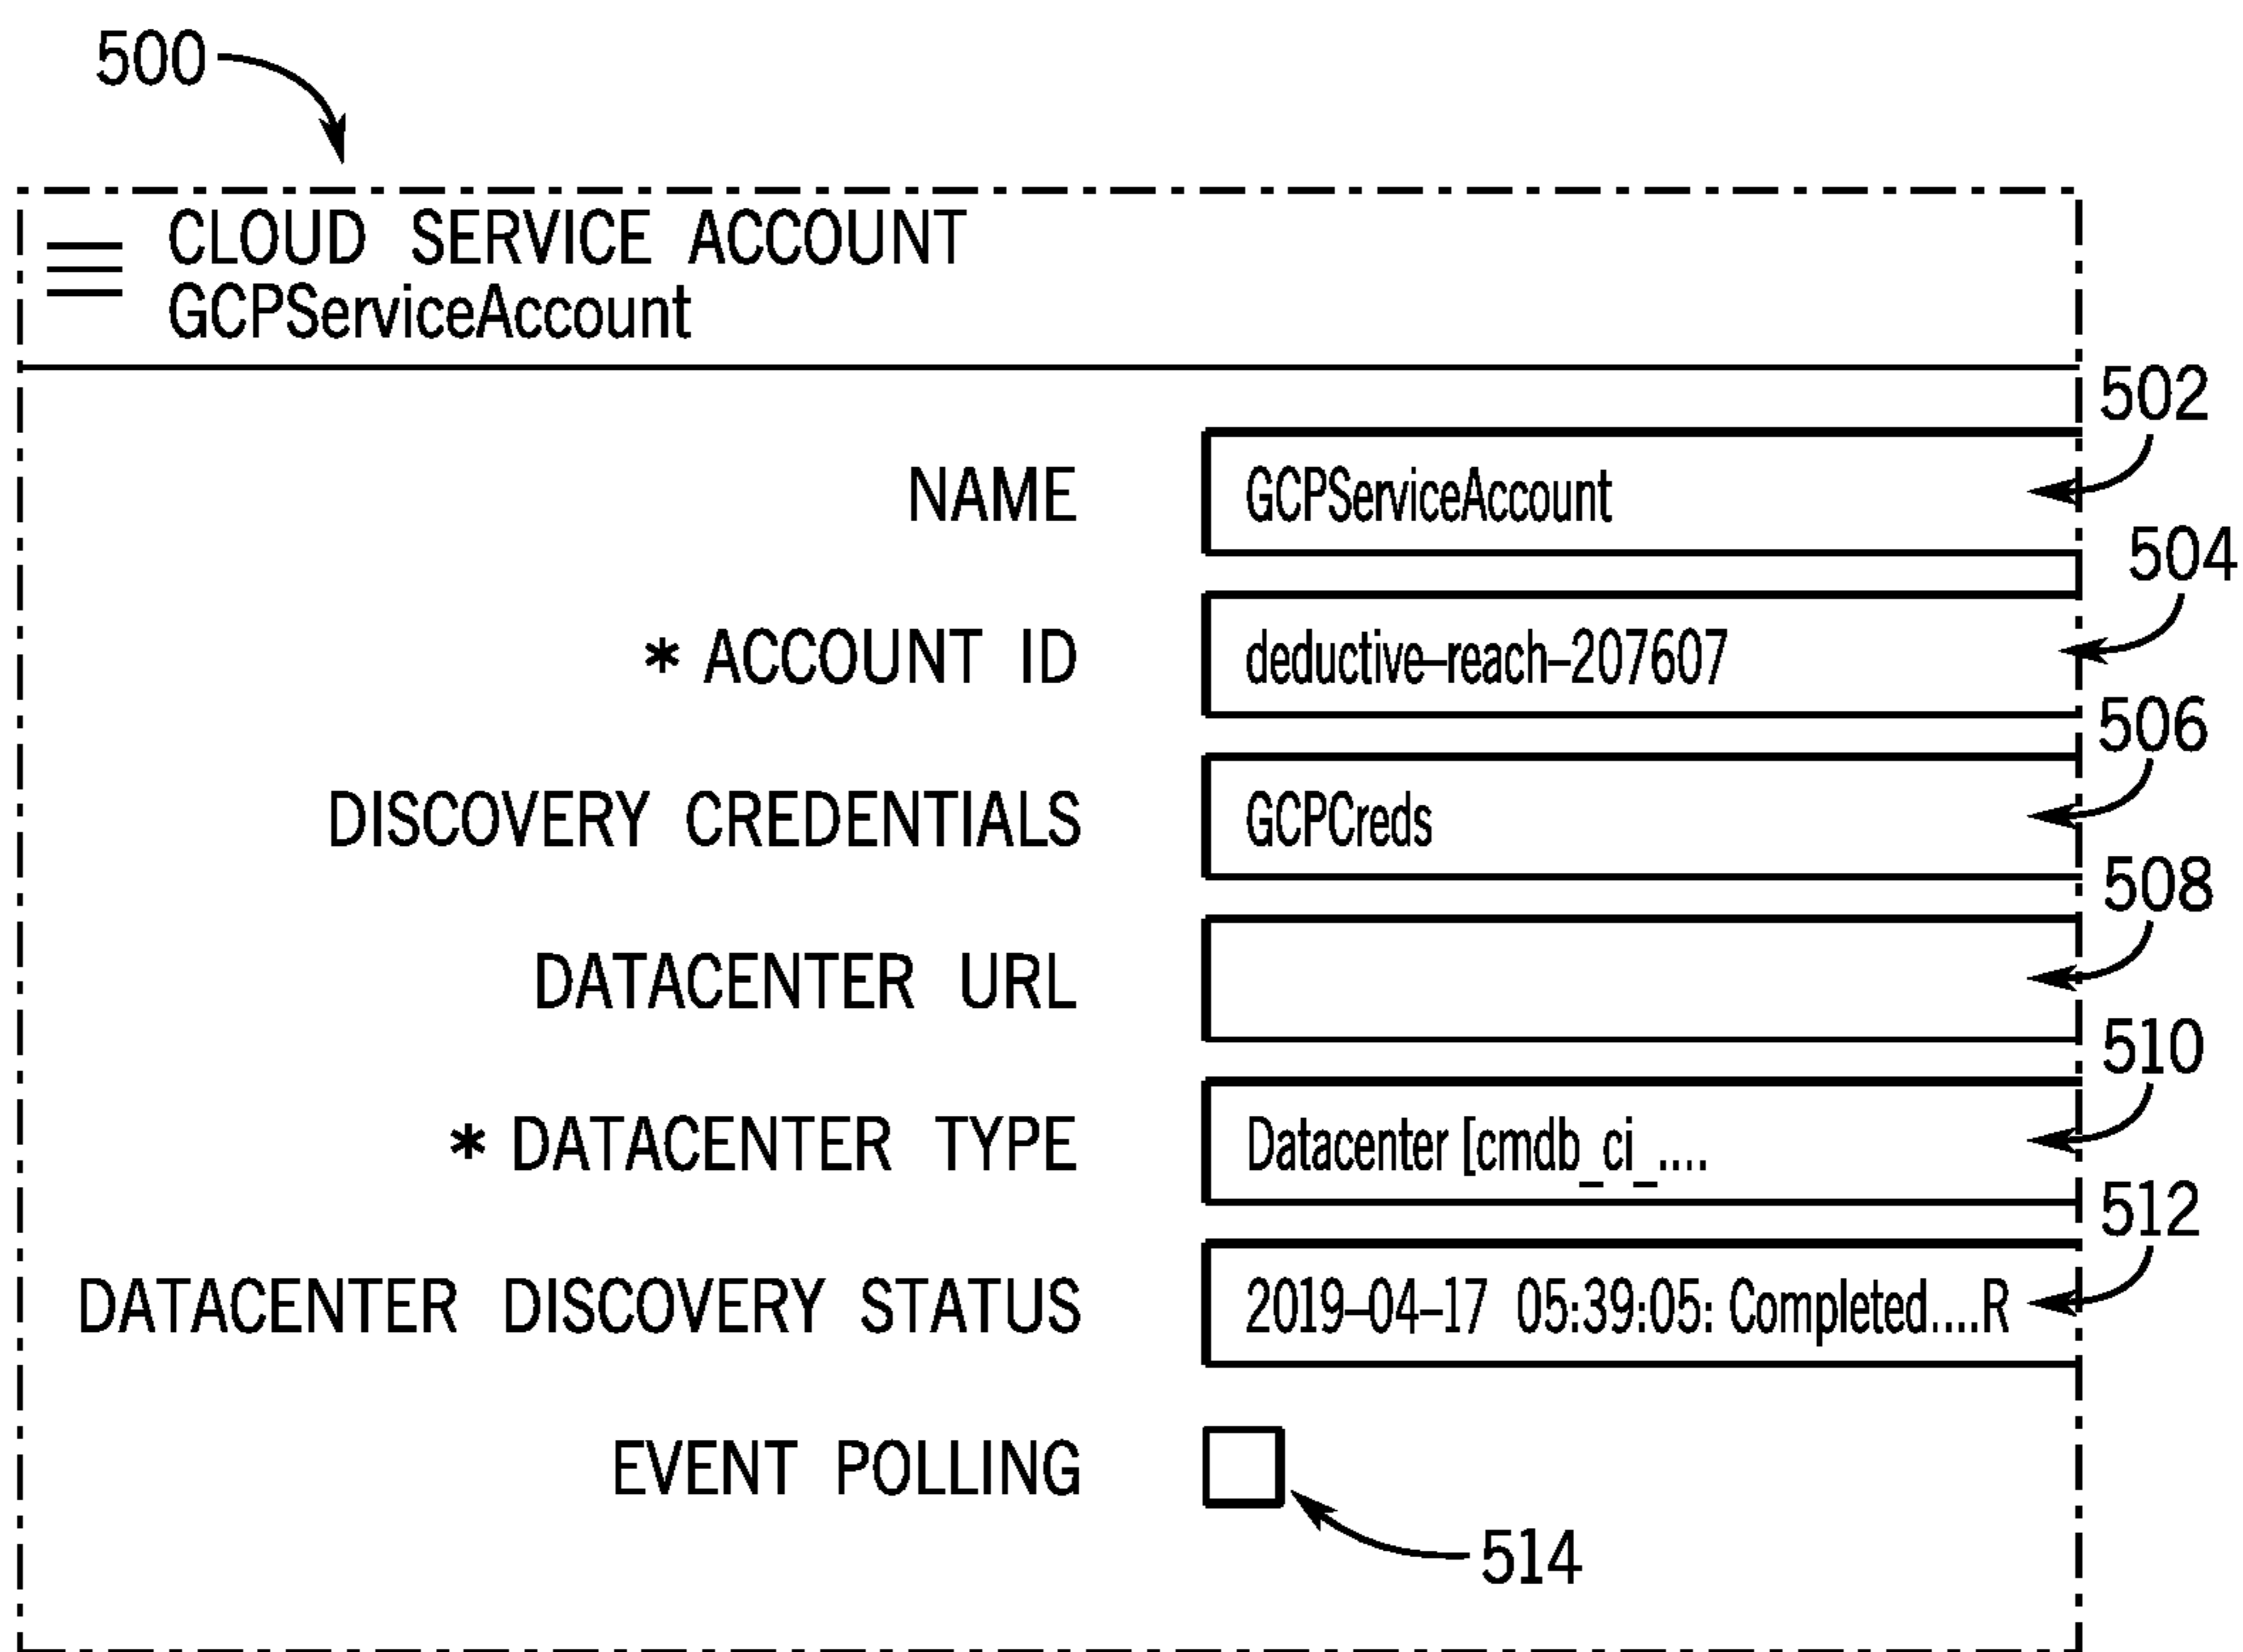 500
CLOUD SERVICE ACCOUNT
GCPServiceAccount
502
NAME GCPServiceAccount
504
* ACCOUNT ID deductive-reach-207607
506
DISCOVERY CREDENTIALS GCPCreds
508
DATACENTER URL
510
* DATACENTER TYPE Datacenter [cmdb_ci_....
512
DATACENTER DISCOVERY STATUS 2019-04-17 05:39:05: Completed....R
EVENT POLLING
514